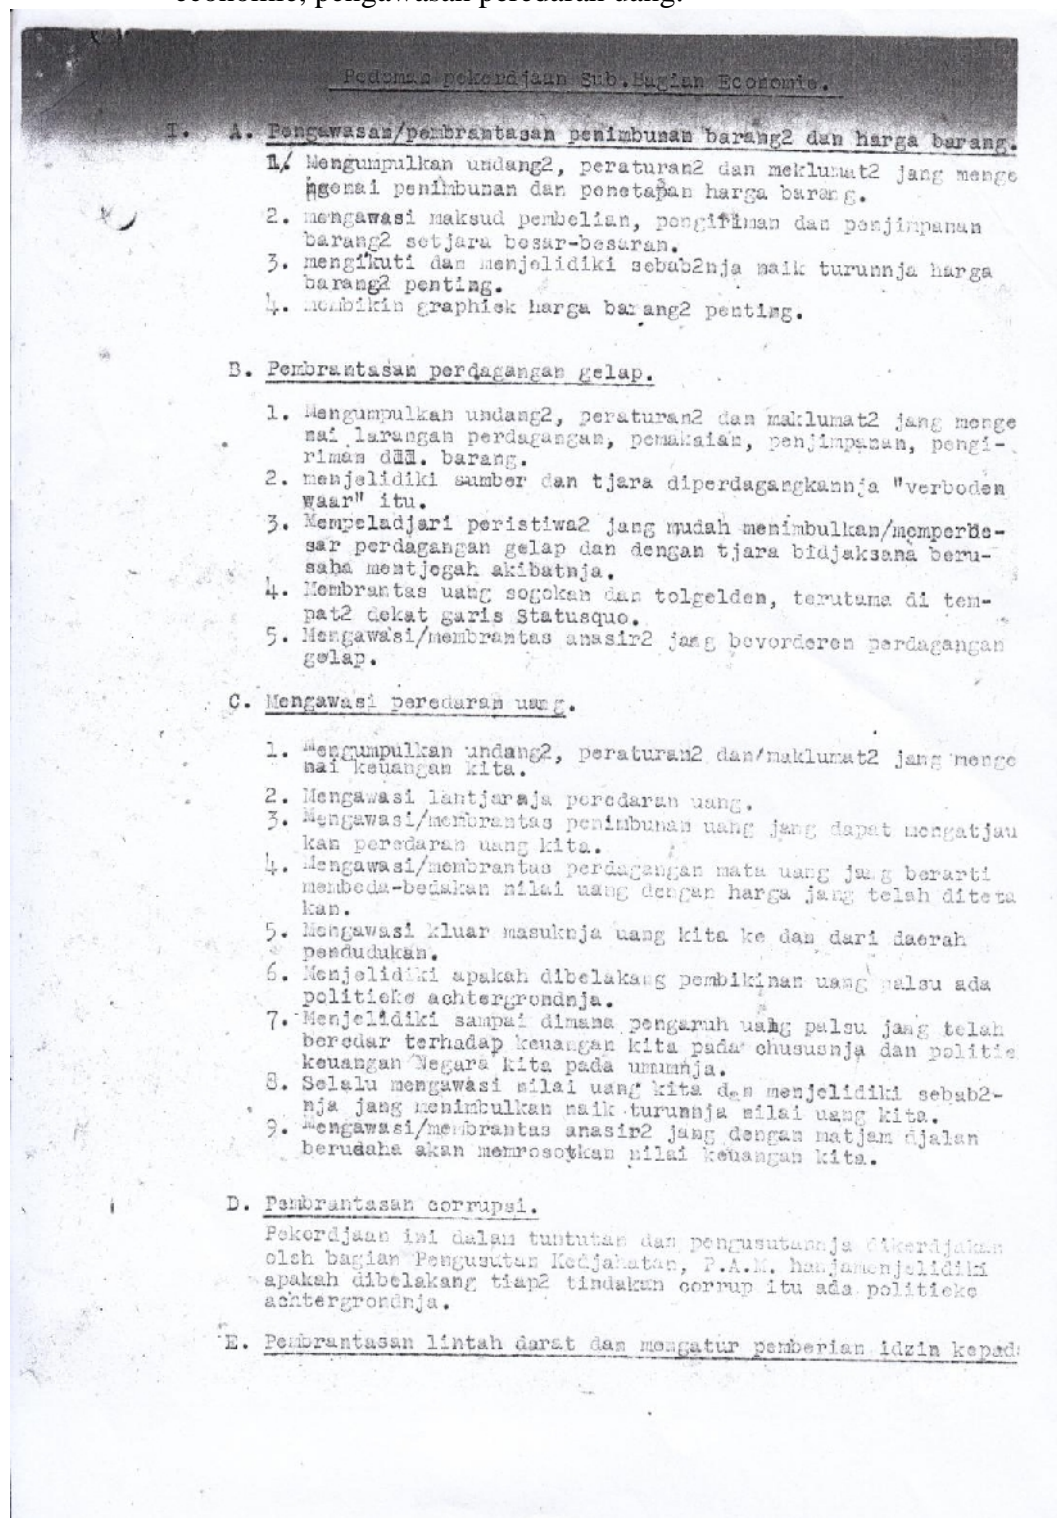 economie, pengawasan peredaran uang.
Pedoman pekerdjaan Sub.Bagian Economie.
I. A. Pengawasan/pembrantasan penimbunan barang2 dan harga barang.
1. Mengumpulkan undang2, peraturan2 dan meklumat2 jang menge
ngenai penimbunan dan penetapan harga barang.
2. mengawasi maksud pembelian, pengiriman dan penjimpanan
barang2 setjara besar-besaran.
3. mengikuti dan menjelidiki sebab2nja naik turunnja harga
barang2 penting.
4. membikin graphiek harga barang2 penting.
B. Pembrantasan perdagangan gelap.
1. Mengumpulkan undang2, peraturan2 dan maklumat2 jang menge
nai larangan perdagangan, pemakaian, penjimpanan, pengi-
riman dll. barang.
2. menjelidiki sumber dan tjara diperdagangkannja "verboden
waar" itu.
3. Mempeladjari peristiwa2 jang mudah menimbulkan/memperbe-
sar perdagangan gelap dan dengan tjara bidjaksana beru-
saha mentjegah akibatnja.
4. Membrantas uang sogokan dan tolgelden, terutama di tem-
pat2 dekat garis Statusquo.
5. Mengawasi/membrantas anasir2 jang bevorderen perdagangan
gelap.
C. Mengawasi peredaran uang.
1. Mengumpulkan undang2, peraturan2 dan/maklumat2 jang menge
nai keuangan kita.
2. Mengawasi lantjarnja peredaran uang.
3. Mengawasi/membrantas penimbunan uang jang dapat mengatjau
kan peredaran uang kita.
4. Mengawasi/membrantas perdagangan mata uang jang berarti
membeda-bedakan nilai uang dengan harga jang telah diteta
kan.
5. Mengawasi kluar masuknja uang kita ke dan dari daerah
pendudukan.
6. Menjelidiki apakah dibelakang pembikinan uang palsu ada
politieke achtergrondnja.
7. Menjelidiki sampai dimana pengaruh uang palsu jang telah
beredar terhadap keuangan kita pada chususnja dan politie
keuangan Negara kita pada umumnja.
8. Selalu mengawasi nilai uang kita dan menjelidiki sebab2-
nja jang menimbulkan naik turunnja nilai uang kita.
9. Mengawasi/membrantas anasir2 jang dengan matjam djalan
berusaha akan memrosotkan nilai keuangan kita.
D. Pembrantasan corrupsi.
Pekerdjaan ini dalam tuntutan dan pengusutannja dikerdjakan
oleh bagian Pengusutan Kedjahatan, P.A.M. hanjamenjelidiki
apakah dibelakang tiap2 tindakan corrup itu ada politieke
achtergrondnja.
E. Pembrantasan lintah darat dan mengatur pemberian idzin kepad